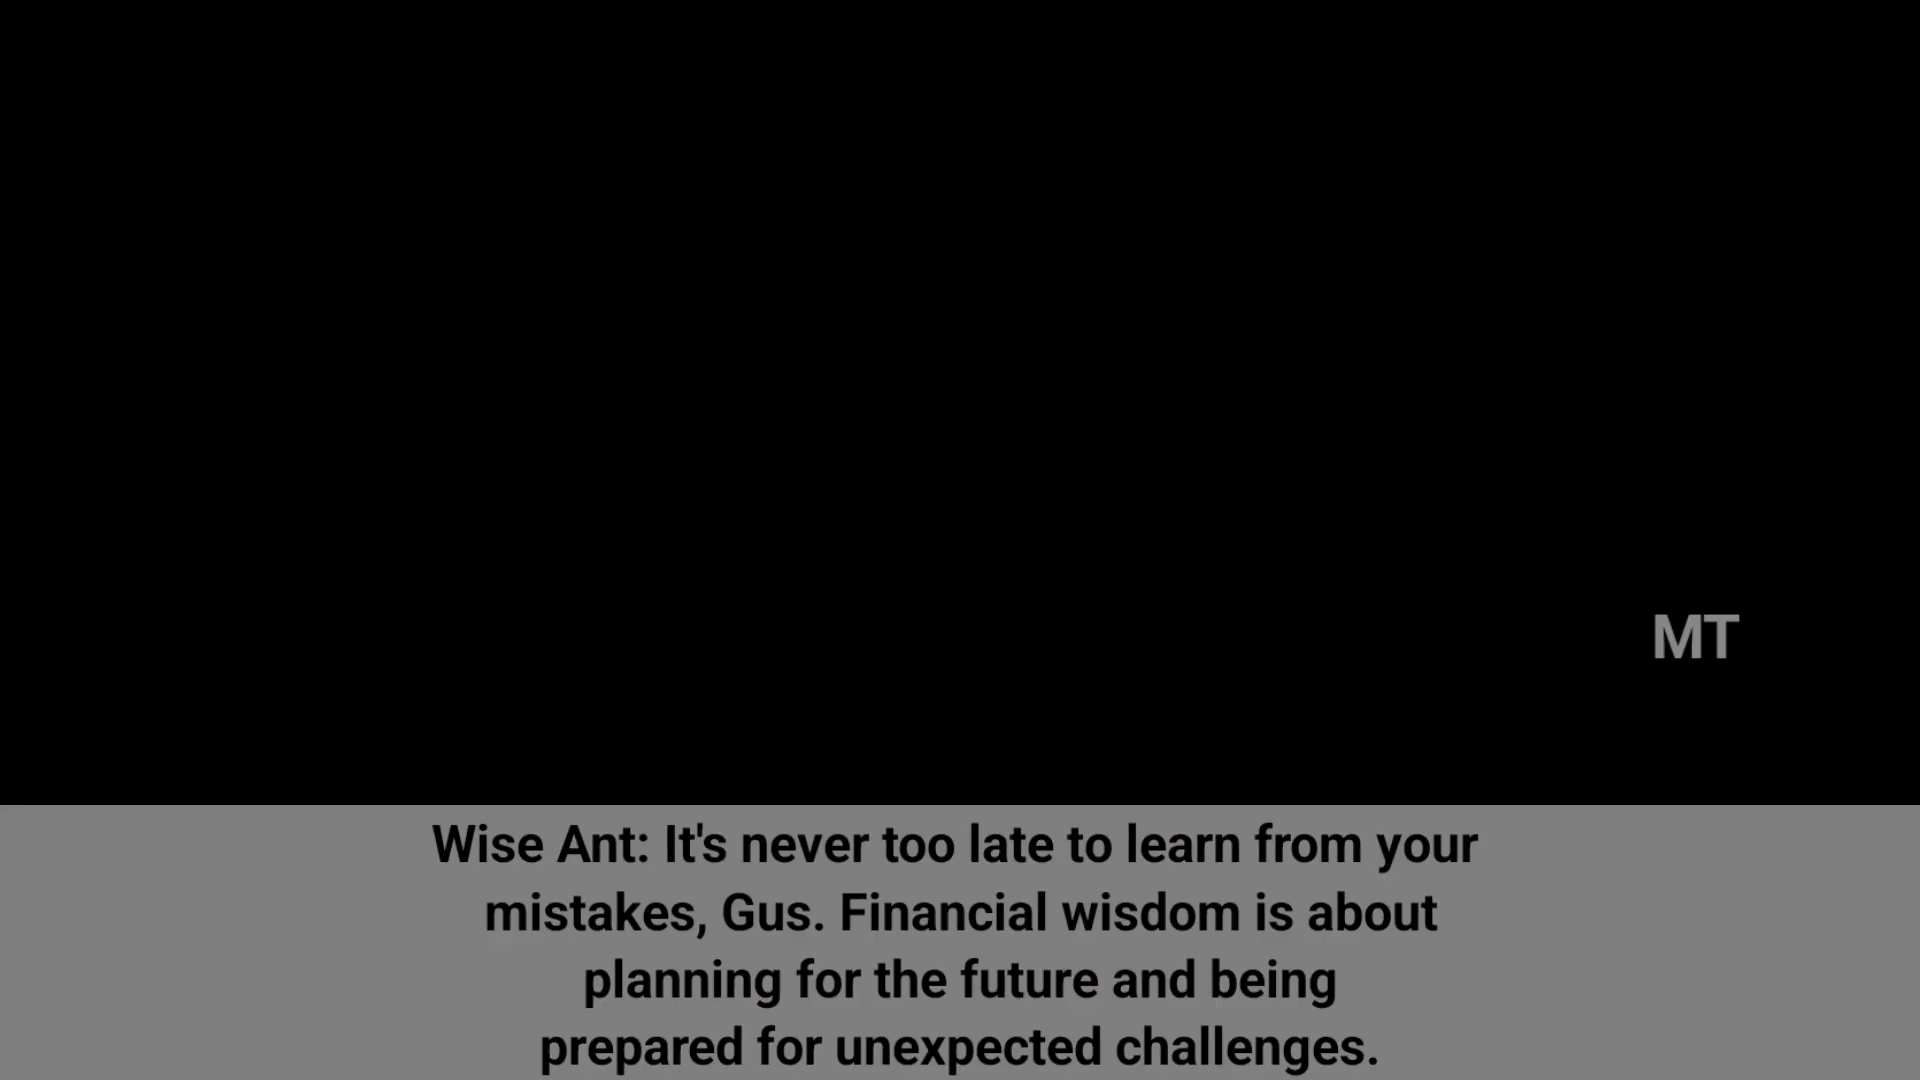 MT
Wise Ant: It's never too late to learn from your
mistakes, Gus. Financial wisdom is about
planning for the future and being
prepared for unexpected challenges.